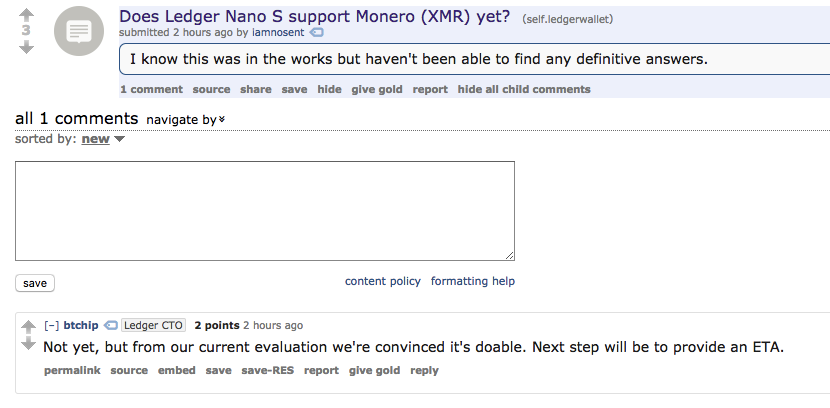 Does Ledger Nano S support Monero (XMR) yet? (self.ledgerwallet)
3
submitted 2 hours ago by iamnosent
I know this was in the works but haven't been able to find any definitive answers.
1 comment source share save hide give gold report hide all child comments
all 1 comments navigate by
sorted by: new
save content policy formatting help
[–] btchip Ledger CTO 2 points 2 hours ago
Not yet, but from our current evaluation we're convinced it's doable. Next step will be to provide an ETA.
permalink source embed save save-RES report give gold reply